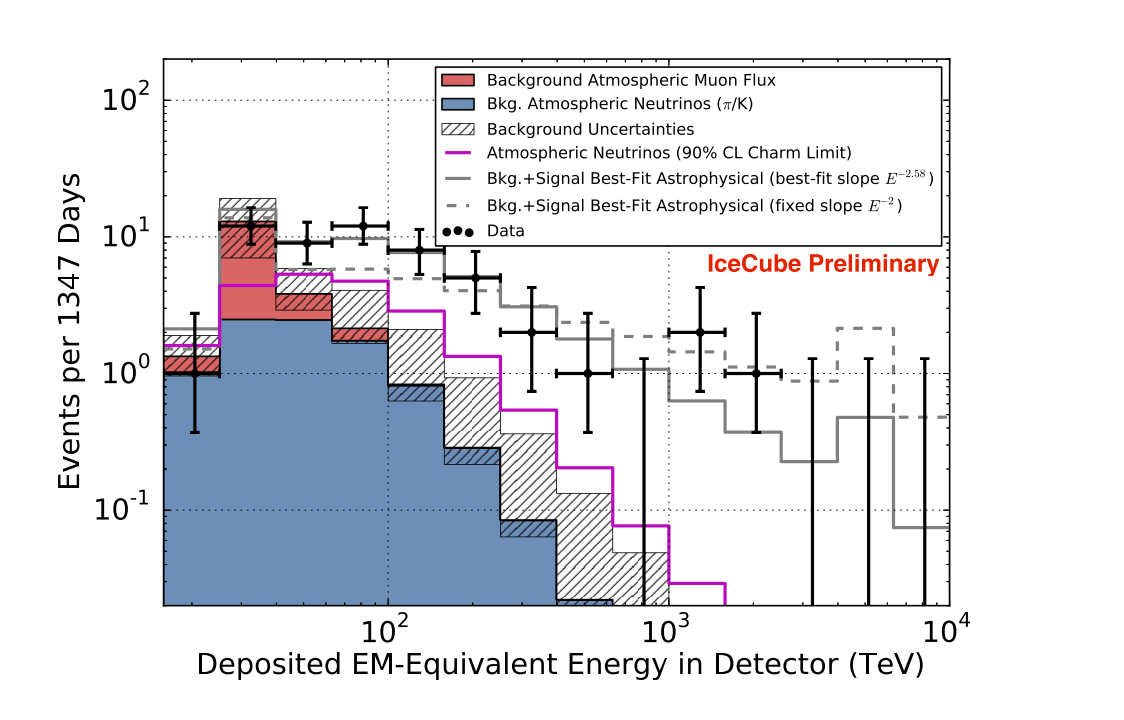 Background Atmospheric Muon Flux
Bkg. Atmospheric Neutrinos (π/K)
Background Uncertainties
Atmospheric Neutrinos (90% CL Charm Limit)
Bkg.+Signal Best-Fit Astrophysical (best-fit slope E^{-2.58})
Bkg.+Signal Best-Fit Astrophysical (fixed slope E^{-2})
Data
IceCube Preliminary
Events per 1347 Days
10^2
10^1
10^0
10^{-1}
10^2 10^3 10^4
Deposited EM-Equivalent Energy in Detector (TeV)